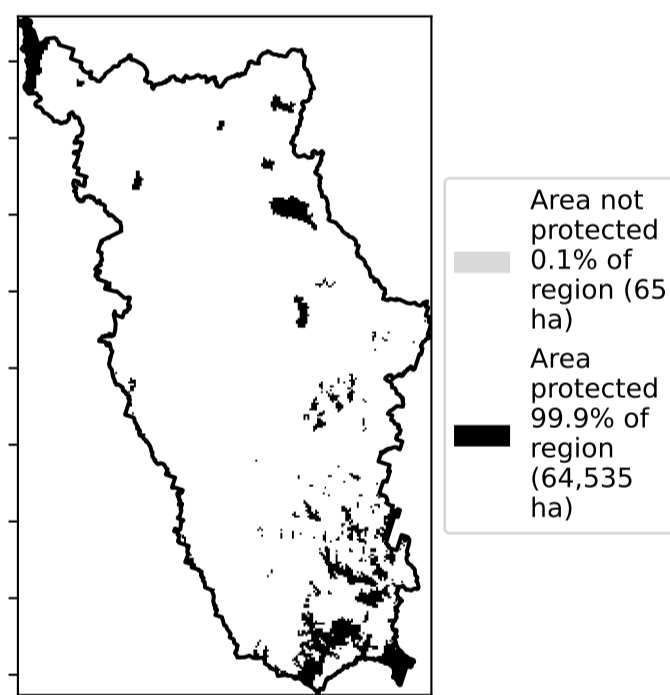 Area not
protected
0.1% of
region (65
ha)
Area
protected
99.9% of
region
(64,535
ha)